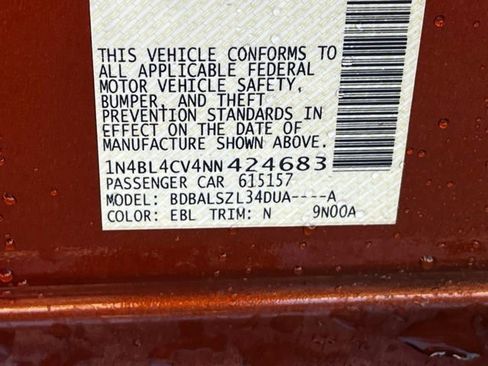 THIS VEHICLE CONFORMS TO
ALL APPLICABLE FEDERAL
MOTOR VEHICLE SAFETY,
BUMPER, AND THEFT
PREVENTION STANDARDS IN
EFFECT ON THE DATE OF
MANUFACTURE SHOWN ABOVE.
1N4BL4CV4NN424683
PASSENGER CAR 615157
MODEL: BDBALSZL34DUA----A
COLOR: EBL TRIM: N 9N00A